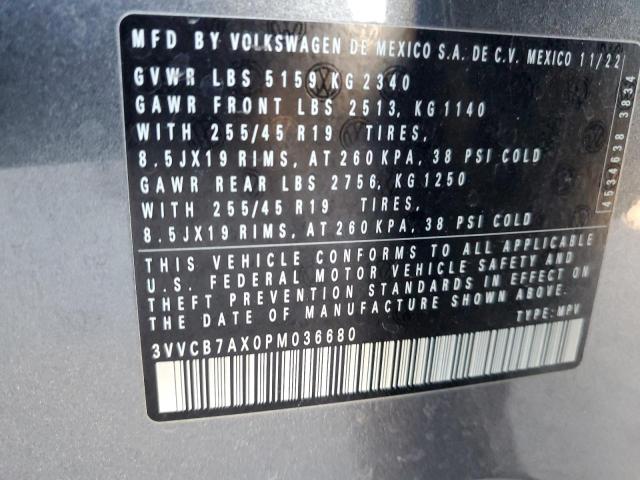 MFD BY VOLKSWAGEN DE MEXICO S.A. DE C.V. MEXICO 11/22
GVWR LBS 5159 KG 2340
GAWR FRONT LBS 2513, KG 1140
WITH 255/45 R19 TIRES,
8.5JX19 RIMS, AT 260 KPA, 38 PSI COLD
GAWR REAR LBS 2756, KG 1250
WITH 255/45 R19 TIRES,
8.5JX19 RIMS, AT 260 KPA, 38 PSI COLD
THIS VEHICLE CONFORMS TO ALL APPLICABLE
U.S. FEDERAL MOTOR VEHICLE SAFETY AND
THEFT PREVENTION STANDARDS IN EFFECT ON
THE DATE OF MANUFACTURE SHOWN ABOVE.
TYPE: MPV
3VVCB7AX0PM036680
4534638 3834